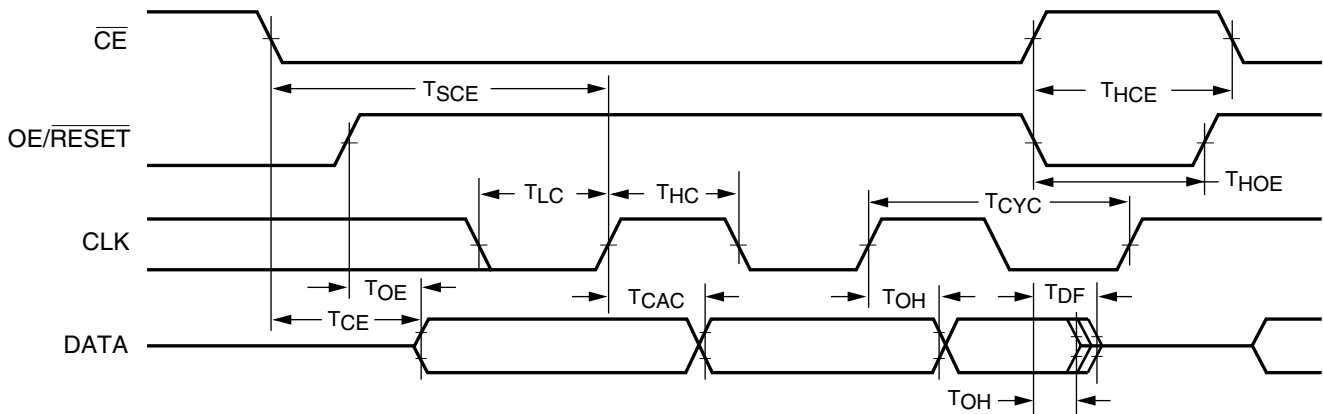 CE
TSCE
THCE
OE/RESET
TLC
THC
THOE
TCYC
CLK
TOE
TCAC
TOH
TDF
TCE
DATA
TOH